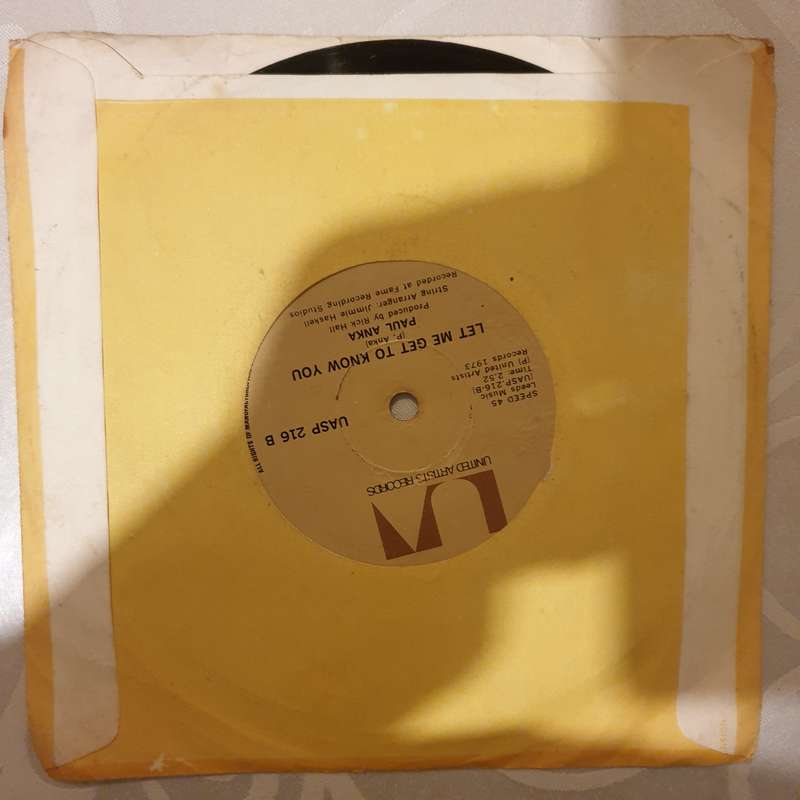 UA
UNITED ARTISTS RECORDS
UASP 216 B
SPEED 45
Leeds Music
[UASP.216-B]
Time: 2.52
(P) United Artists
Records 1973
LET ME GET TO KNOW YOU
[P. Anka]
PAUL ANKA
Produced by Rick Hall
String Arranger: Jimmie Haskell
Recorded at Fame Recording Studios
ALL RIGHTS OF